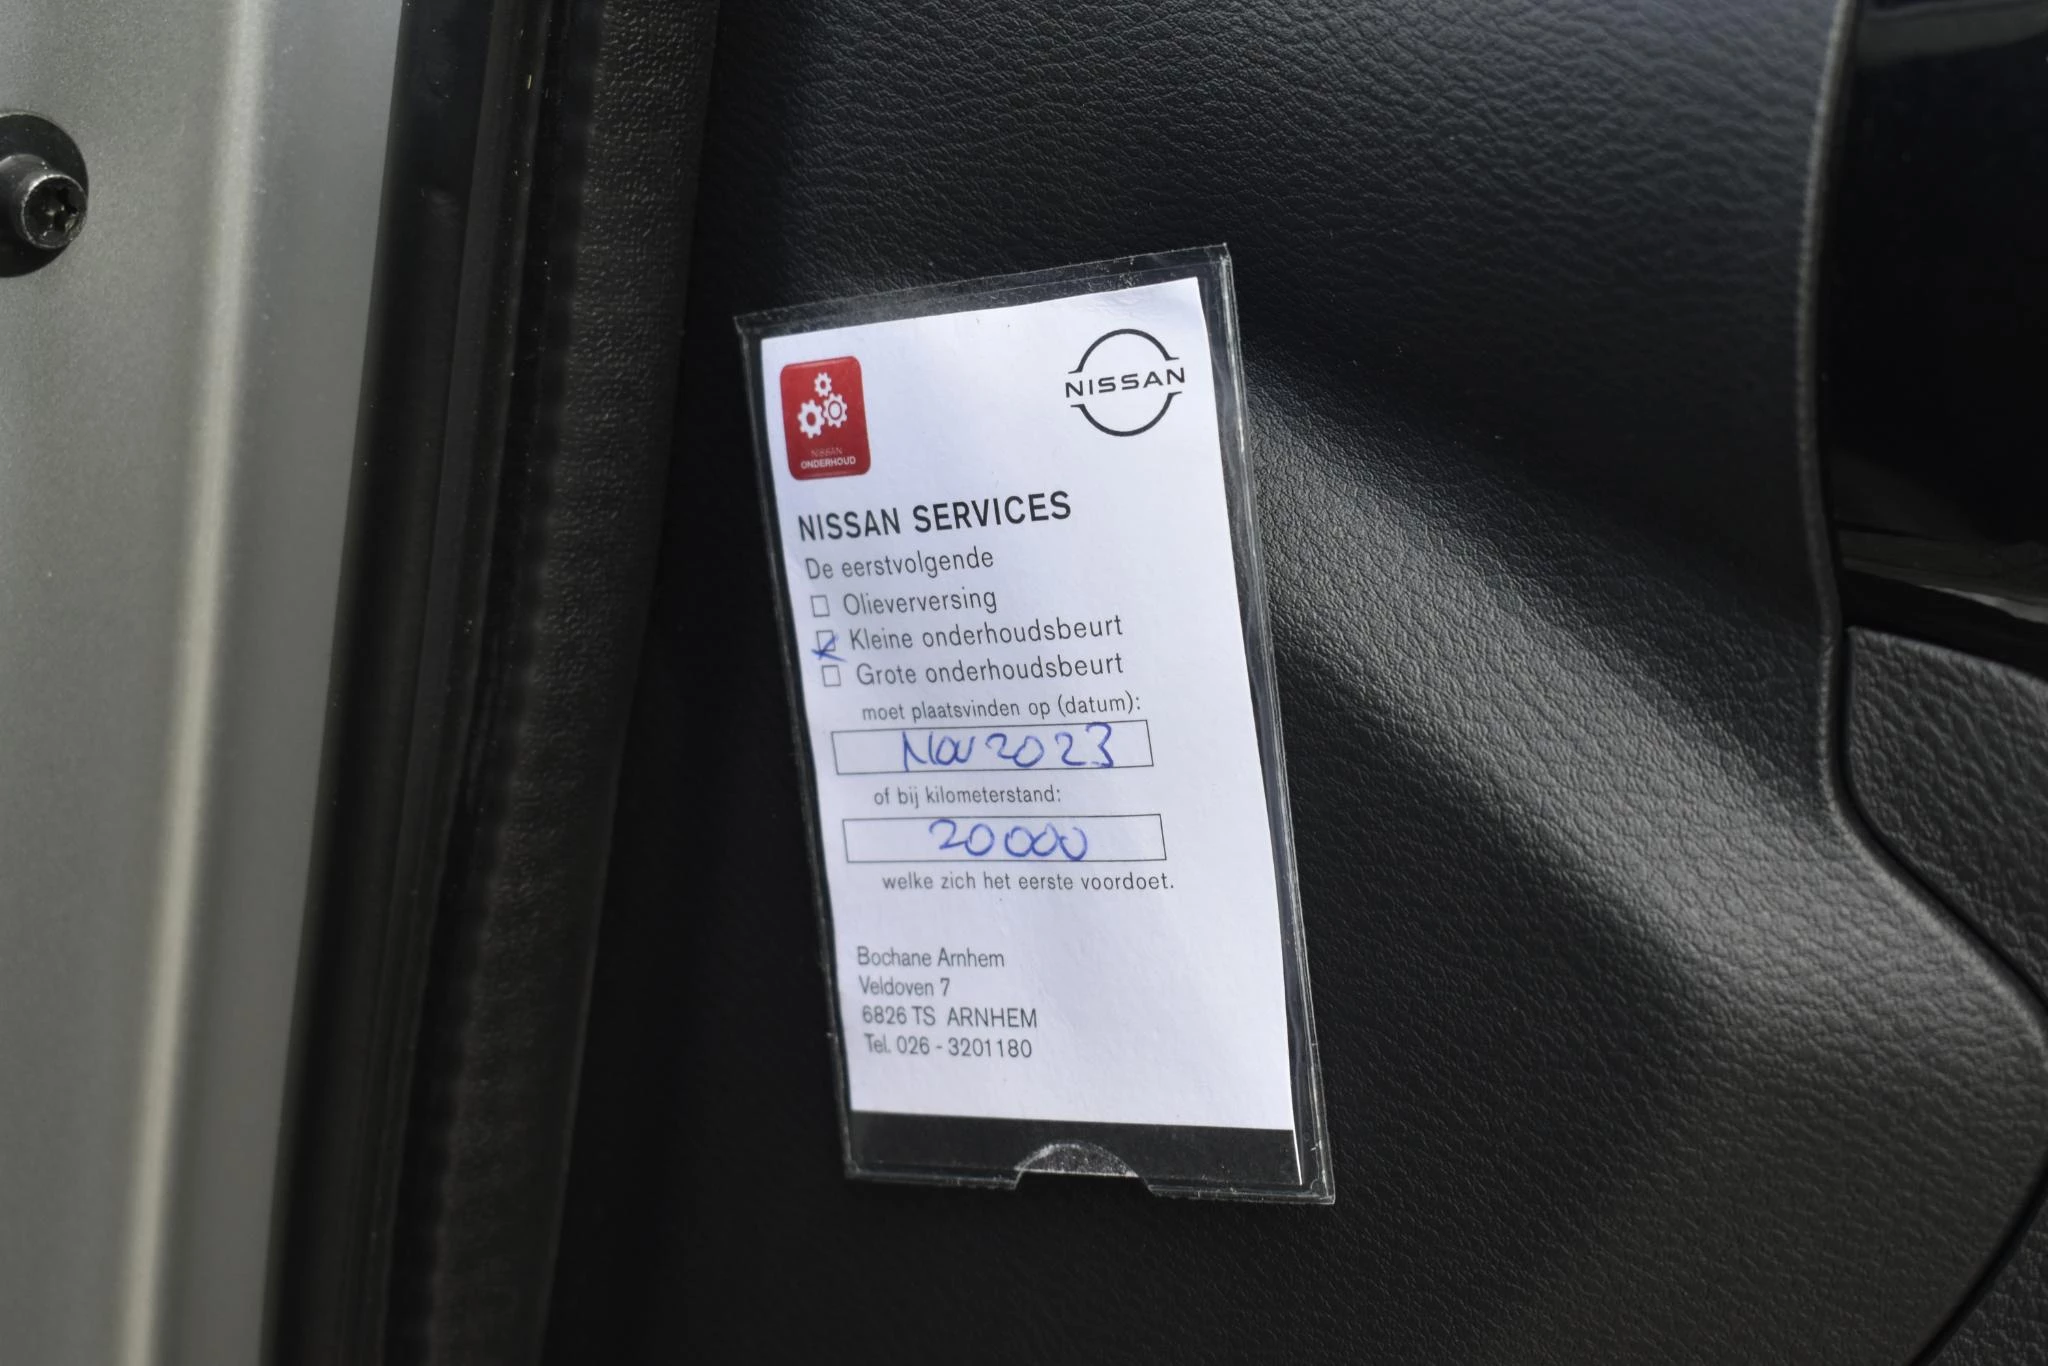 NISSAN
ONDERHOUD
NISSAN
NISSAN SERVICES
De eerstvolgende
Olieverversing
Kleine onderhoudsbeurt
Grote onderhoudsbeurt
moet plaatsvinden op (datum):
Nov 2023
of bij kilometerstand:
20000
welke zich het eerste voordoet.
Bochane Arnhem
Veldoven 7
6826 TS ARNHEM
Tel. 026 - 3201180